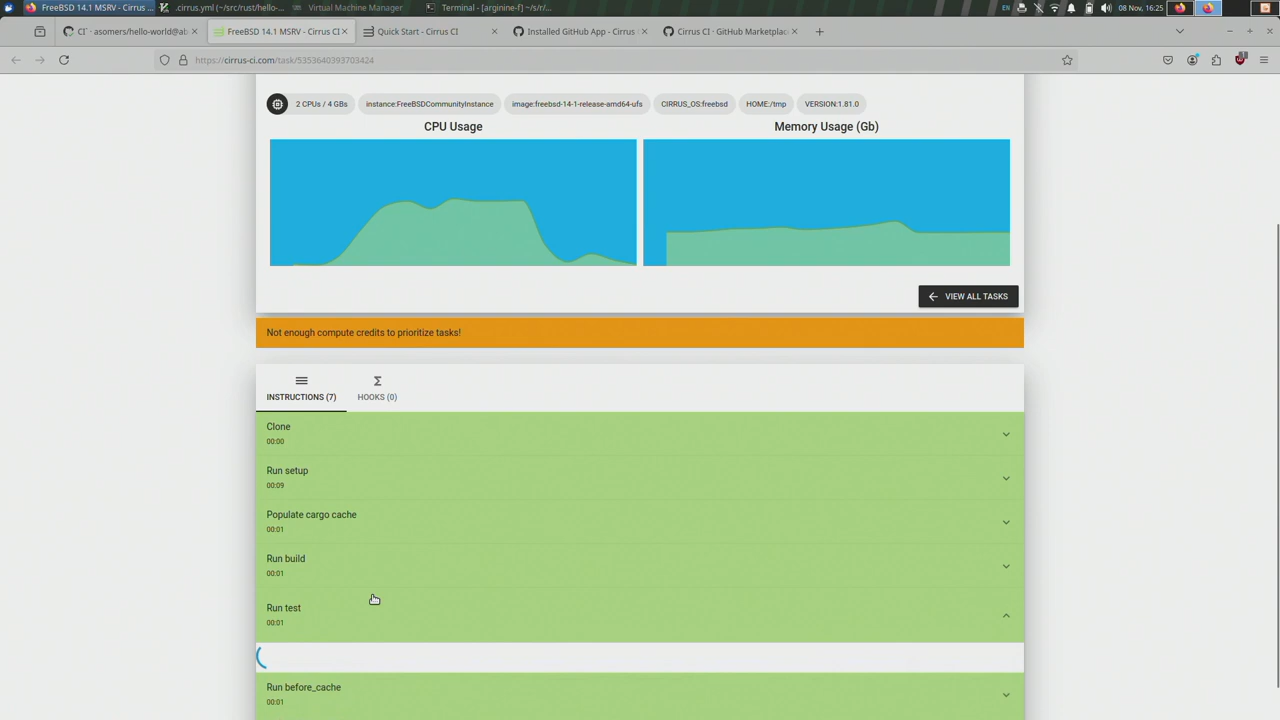 FreeBSD 14.1 MSRV - Cirrus ...
.cirrus.yml (~/src/rust/hello-...
Virtual Machine Manager
Terminal - [arginine-f] ~/s/r/...
EN
08 Nov, 16:25
CI · asomers/hello-world@a
FreeBSD 14.1 MSRV - Cirrus CI
Quick Start - Cirrus CI
Installed GitHub App - Cirrus
Cirrus CI · GitHub Marketplac
https://cirrus-ci.com/task/5353640393703424
2 CPUs / 4 GBs
instance:FreeBSDCommunityInstance
image:freebsd-14-1-release-amd64-ufs
CIRRUS_OS:freebsd
HOME:/tmp
VERSION:1.81.0
CPU Usage
Memory Usage (Gb)
VIEW ALL TASKS
Not enough compute credits to prioritize tasks!
INSTRUCTIONS (7)
HOOKS (0)
Clone
00:00
Run setup
00:09
Populate cargo cache
00:01
Run build
00:01
Run test
00:01
Run before_cache
00:01